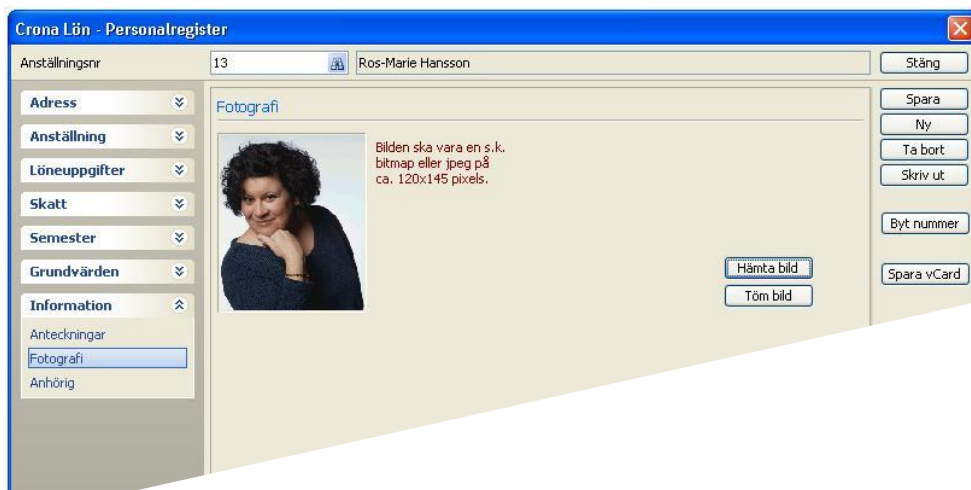 Crona Lön - Personalregister
Anställningsnr 13 Ros-Marie Hansson Stäng
Adress
Anställning
Löneuppgifter
Skatt
Semester
Grundvärden
Information
Anteckningar
Fotografi
Anhörig
Fotografi
Bilden ska vara en s.k.
bitmap eller jpeg på
ca. 120x145 pixels.
Hämta bild
Töm bild
Spara
Ny
Ta bort
Skriv ut
Byt nummer
Spara vCard